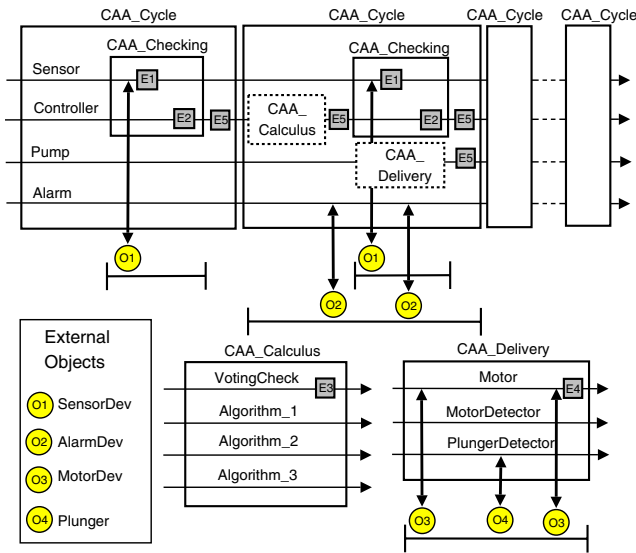 CAA_Cycle
CAA_Cycle
CAA_Cycle
CAA_Cycle
CAA_Checking
CAA_Checking
Sensor
E1
E1
Controller
E2
E5
CAA_
Calculus
E5
E2
E5
Pump
CAA_
Delivery
E5
Alarm
O1
O1
O2
O2
External
Objects
O1 SensorDev
O2 AlarmDev
O3 MotorDev
O4 Plunger
CAA_Calculus
VotingCheck
E3
Algorithm_1
Algorithm_2
Algorithm_3
CAA_Delivery
Motor
E4
MotorDetector
PlungerDetector
O3
O4
O3